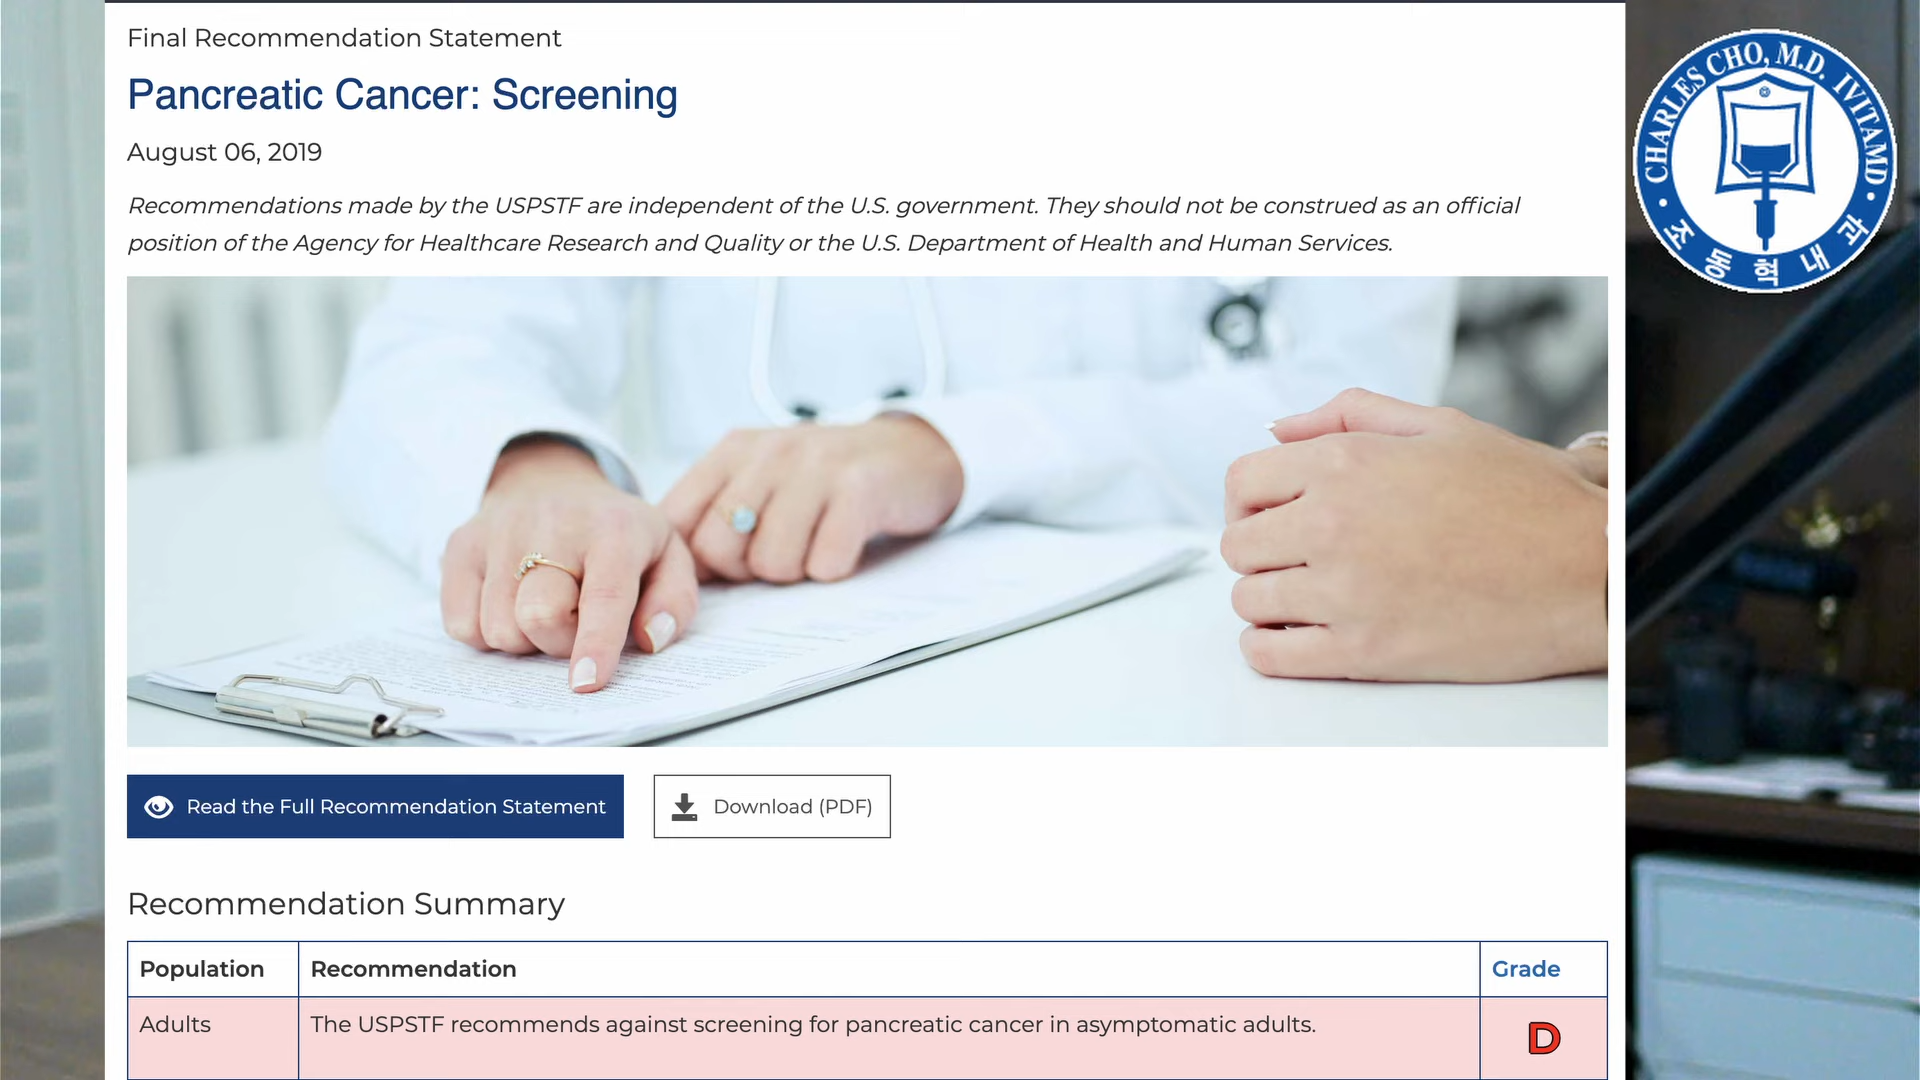 Final Recommendation Statement
Pancreatic Cancer: Screening
August 06, 2019
Recommendations made by the USPSTF are independent of the U.S. government. They should not be construed as an official
position of the Agency for Healthcare Research and Quality or the U.S. Department of Health and Human Services.
CHARLES CHO, M.D. IVITAMD
조동혁내과
Read the Full Recommendation Statement
Download (PDF)
Recommendation Summary
Population Recommendation Grade
Adults The USPSTF recommends against screening for pancreatic cancer in asymptomatic adults. D